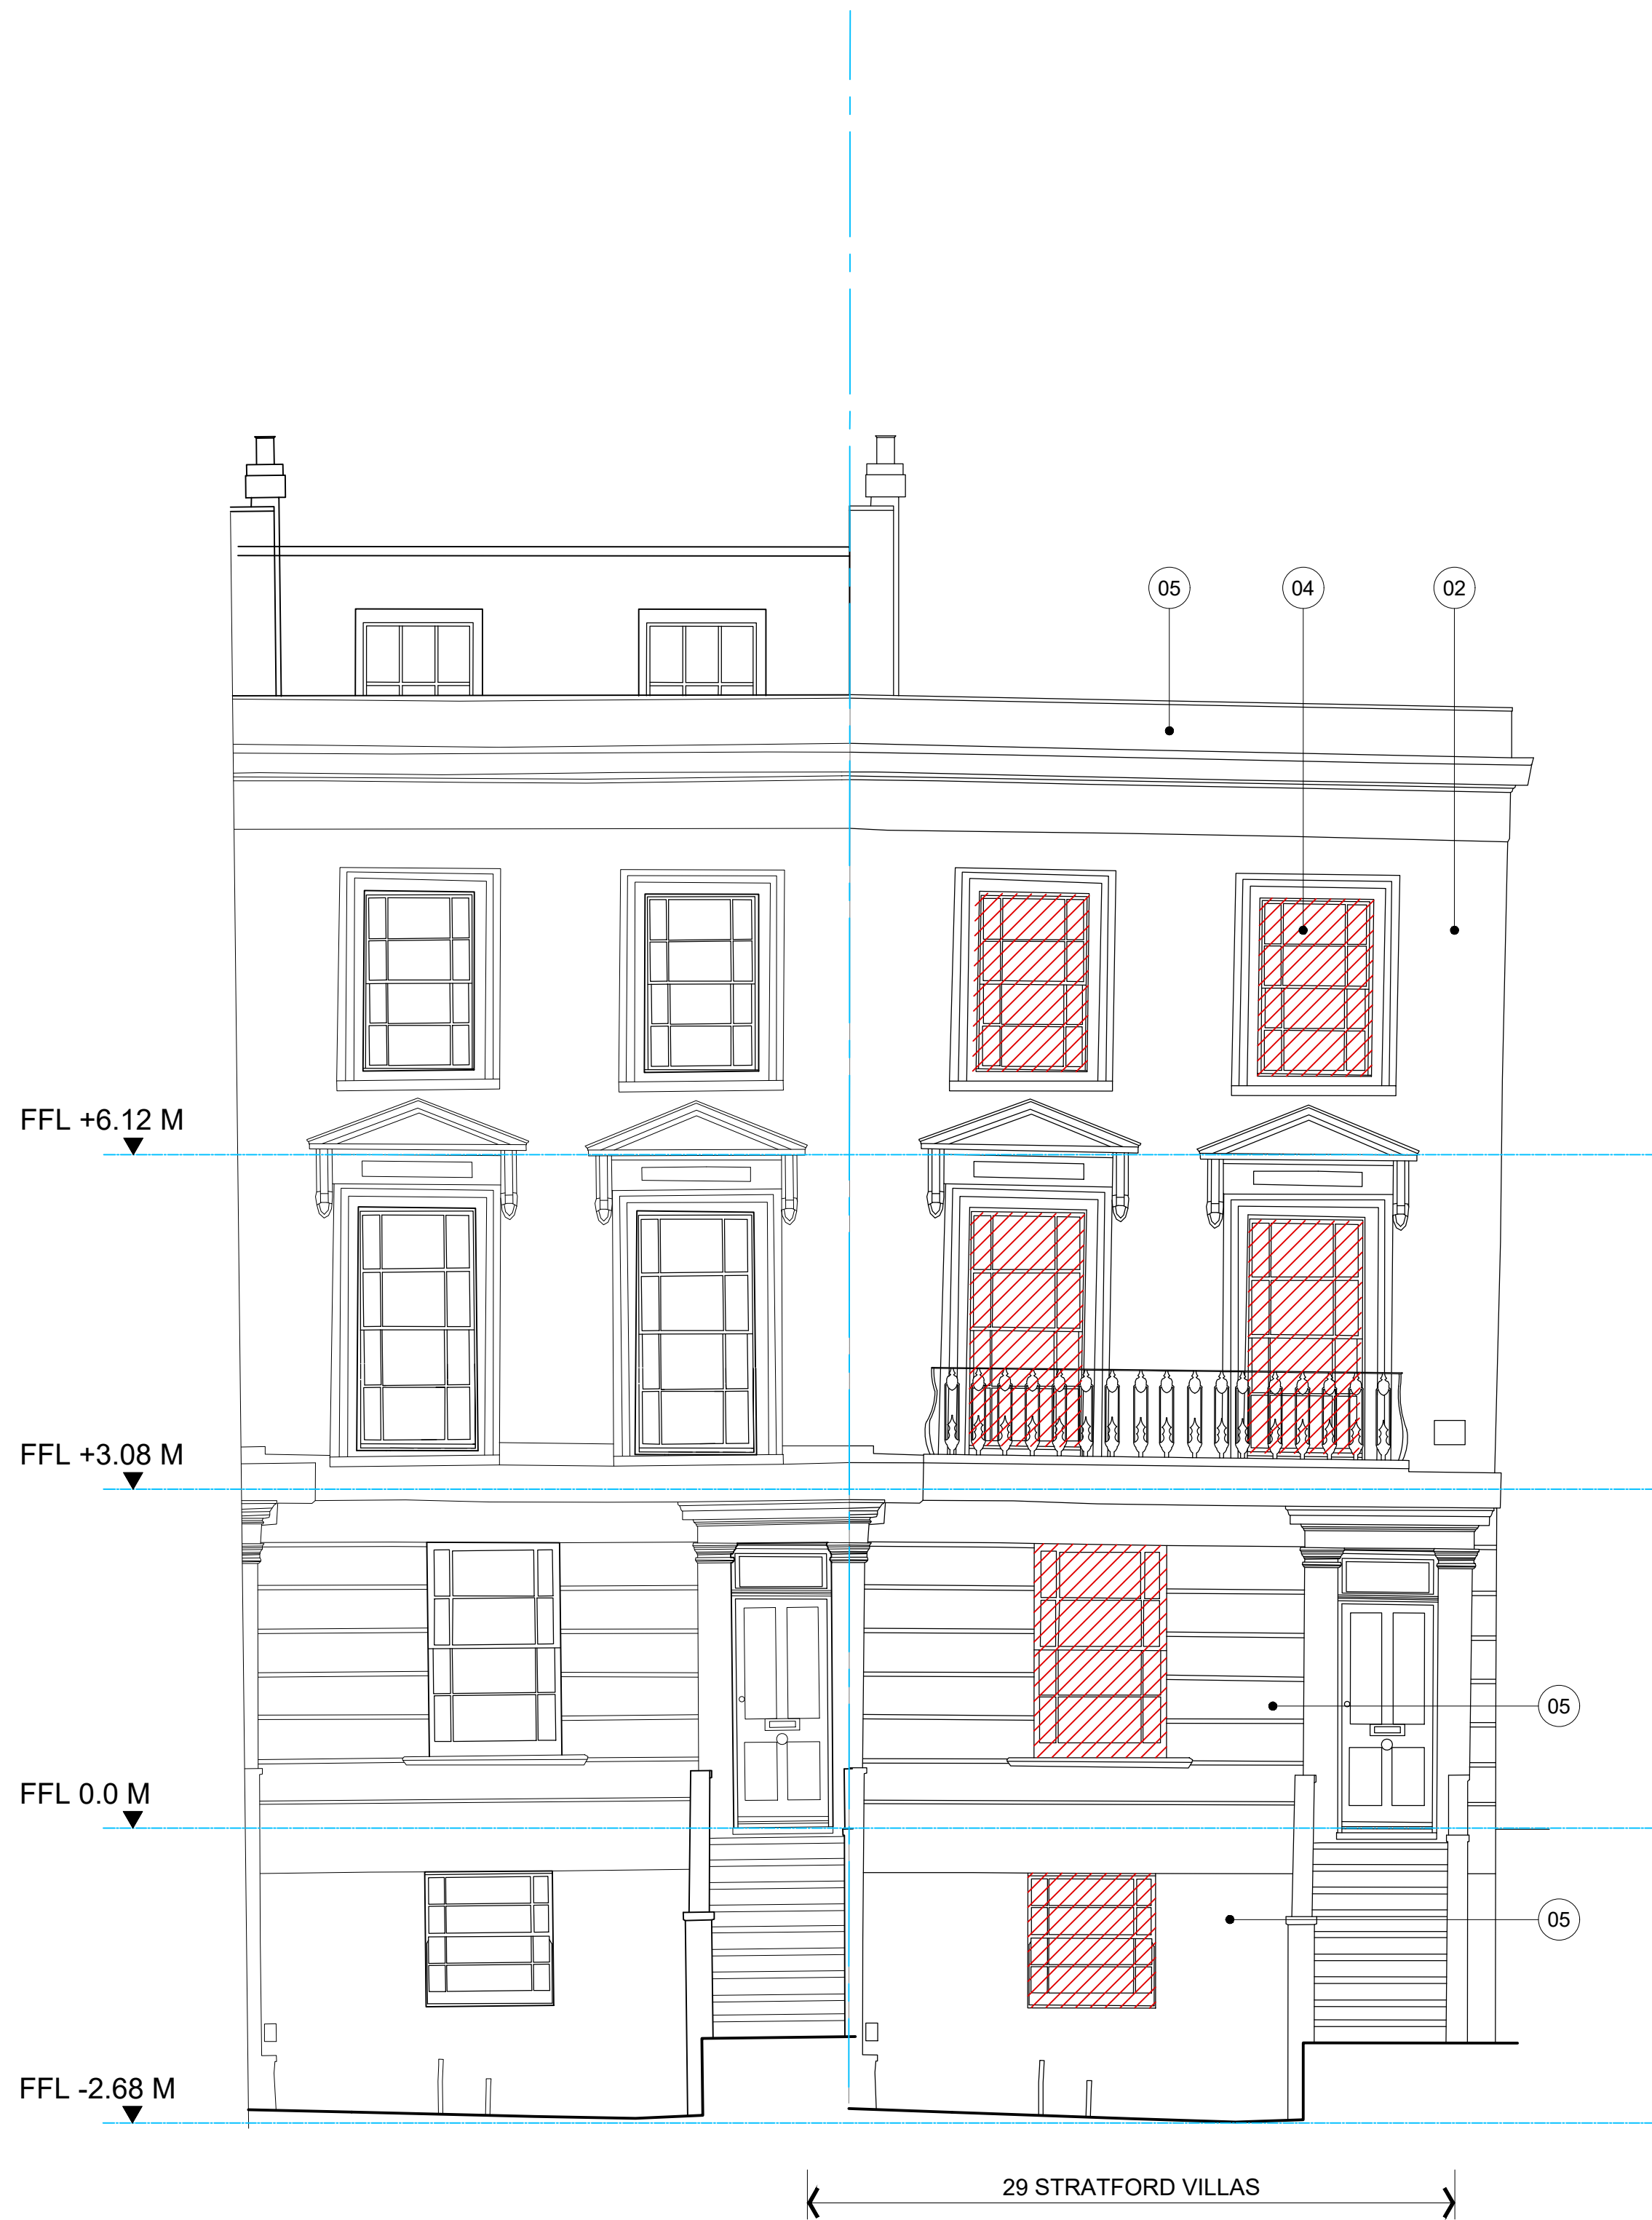 05
04
02
FFL +6.12 M
FFL +3.08 M
05
FFL 0.0 M
05
FFL -2.68 M
29 STRATFORD VILLAS